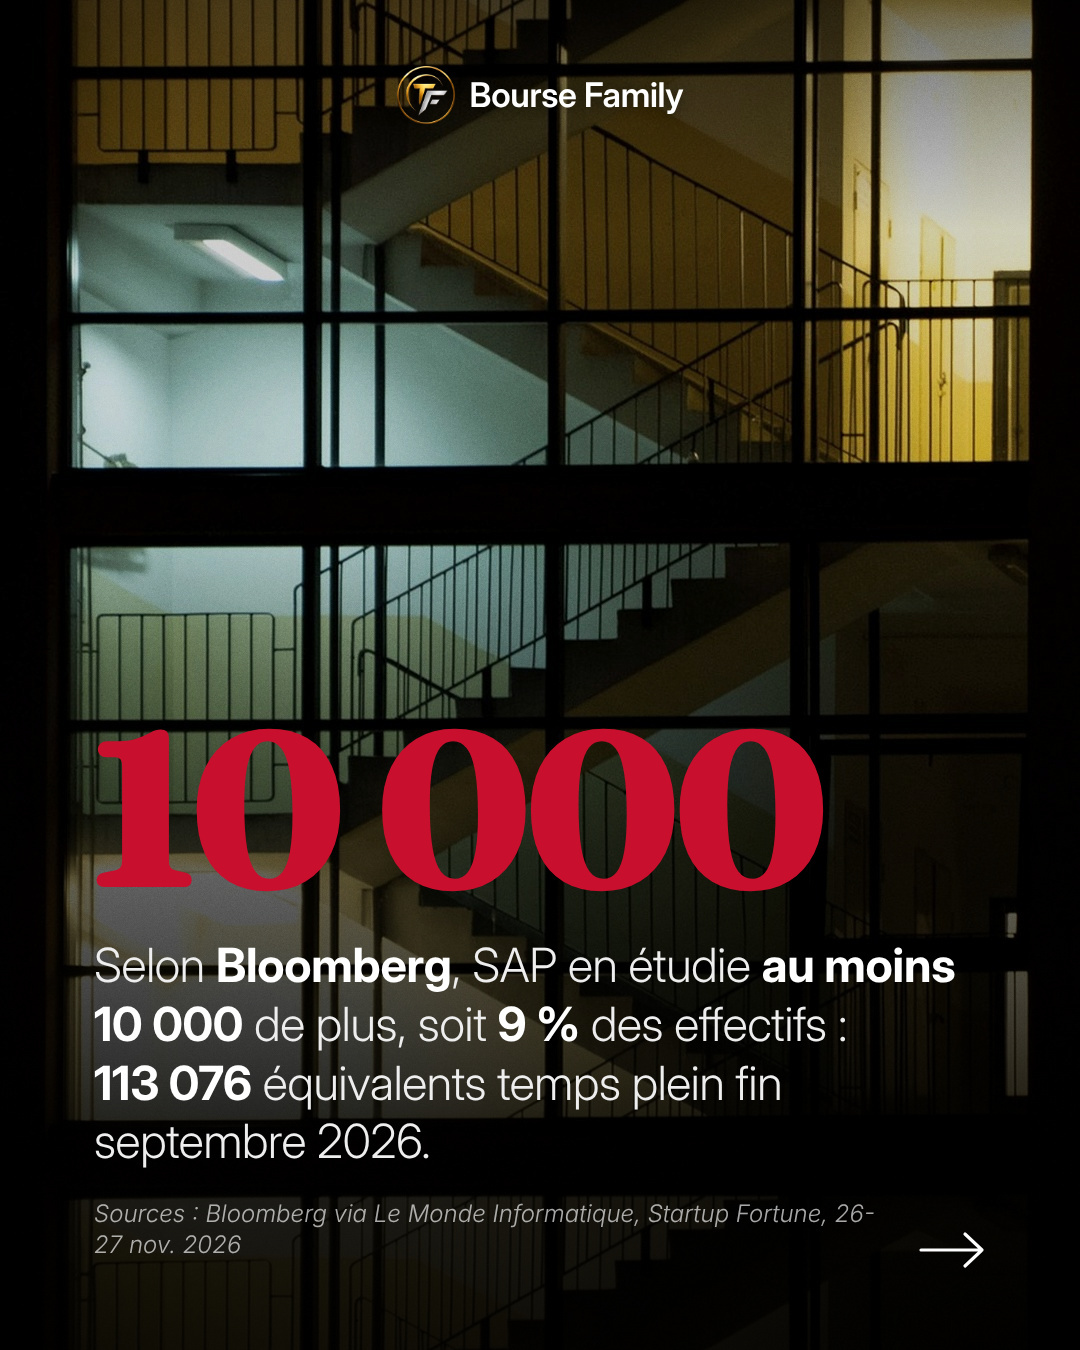 TF Bourse Family
10 000
Selon Bloomberg, SAP en étudie au moins
10 000 de plus, soit 9 % des effectifs :
113 076 équivalents temps plein fin
septembre 2026.
Sources : Bloomberg via Le Monde Informatique, Startup Fortune, 26-
27 nov. 2026